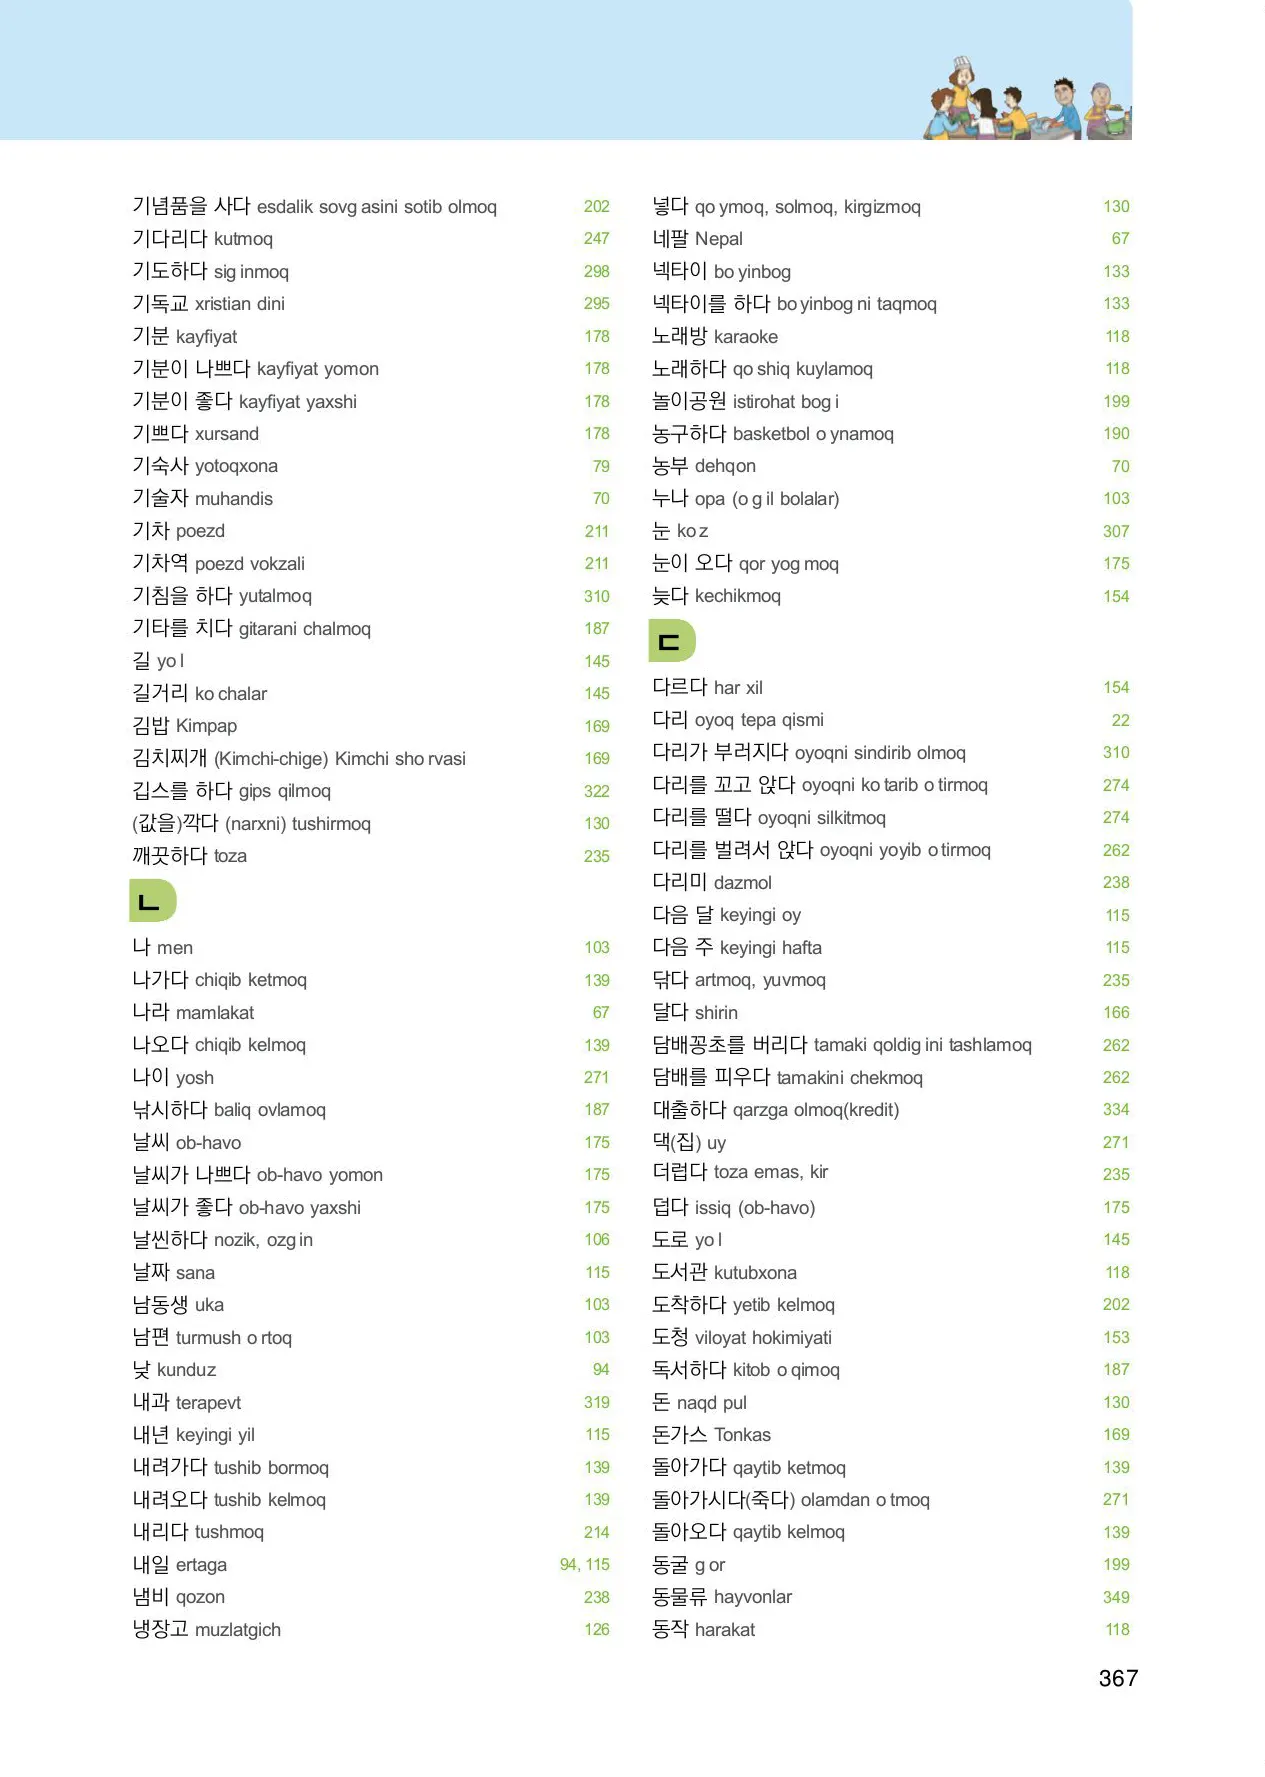 기념품을 사다 esdalik sovg asini sotib olmoq 202
기다리다 kutmoq 247
기도하다 sig inmoq 298
기독교 xristian dini 295
기분 kayfiyat 178
기분이 나쁘다 kayfiyat yomon 178
기분이 좋다 kayfiyat yaxshi 178
기쁘다 xursand 178
기숙사 yotoqxona 79
기술자 muhandis 70
기차 poezd 211
기차역 poezd vokzali 211
기침을 하다 yutalmoq 310
기타를 치다 gitarani chalmoq 187
길 yo l 145
길거리 ko chalar 145
김밥 Kimpap 169
김치찌개 (Kimchi-chige) Kimchi sho rvasi 169
깁스를 하다 gips qilmoq 322
(값을)깍다 (narxni) tushirmoq 130
깨끗하다 toza 235
ㄴ
나 men 103
나가다 chiqib ketmoq 139
나라 mamlakat 67
나오다 chiqib kelmoq 139
나이 yosh 271
낚시하다 baliq ovlamoq 187
날씨 ob-havo 175
날씨가 나쁘다 ob-havo yomon 175
날씨가 좋다 ob-havo yaxshi 175
날씬하다 nozik, ozg in 106
날짜 sana 115
남동생 uka 103
남편 turmush o rtoq 103
낮 kunduz 94
내과 terapevt 319
내년 keyingi yil 115
내려가다 tushib bormoq 139
내려오다 tushib kelmoq 139
내리다 tushmoq 214
내일 ertaga 94, 115
냄비 qozon 238
냉장고 muzlatgich 126
넣다 qo ymoq, solmoq, kirgizmoq 130
네팔 Nepal 67
넥타이 bo yinbog 133
넥타이를 하다 bo yinbog ni taqmoq 133
노래방 karaoke 118
노래하다 qo shiq kuylamoq 118
놀이공원 istirohat bog i 199
농구하다 basketbol o ynamoq 190
농부 dehqon 70
누나 opa (o g il bolalar) 103
눈 ko z 307
눈이 오다 qor yog moq 175
늦다 kechikmoq 154
ㄷ
다르다 har xil 154
다리 oyoq tepa qismi 22
다리가 부러지다 oyoqni sindirib olmoq 310
다리를 꼬고 앉다 oyoqni ko tarib o tirmoq 274
다리를 떨다 oyoqni silkitmoq 274
다리를 벌려서 앉다 oyoqni yoyib o tirmoq 262
다리미 dazmol 238
다음 달 keyingi oy 115
다음 주 keyingi hafta 115
닦다 artmoq, yuvmoq 235
달다 shirin 166
담배꽁초를 버리다 tamaki qoldig ini tashlamoq 262
담배를 피우다 tamakini chekmoq 262
대출하다 qarzga olmoq(kredit) 334
댁(집) uy 271
더럽다 toza emas, kir 235
덥다 issiq (ob-havo) 175
도로 yo l 145
도서관 kutubxona 118
도착하다 yetib kelmoq 202
도청 viloyat hokimiyati 153
독서하다 kitob o qimoq 187
돈 naqd pul 130
돈가스 Tonkas 169
돌아가다 qaytib ketmoq 139
돌아가시다(죽다) olamdan o tmoq 271
돌아오다 qaytib kelmoq 139
동굴 g or 199
동물류 hayvonlar 349
동작 harakat 118
367